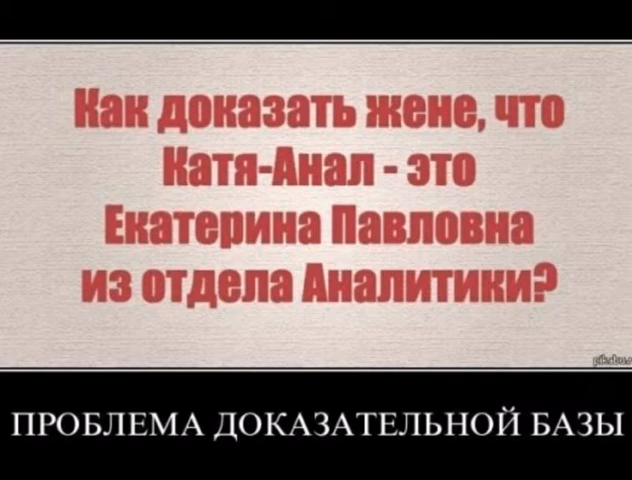 Как доказать жене, что
Катя-Анал - это
Екатерина Павловна
из отдела Аналитики?
ПРОБЛЕМА ДОКАЗАТЕЛЬНОЙ БАЗЫ